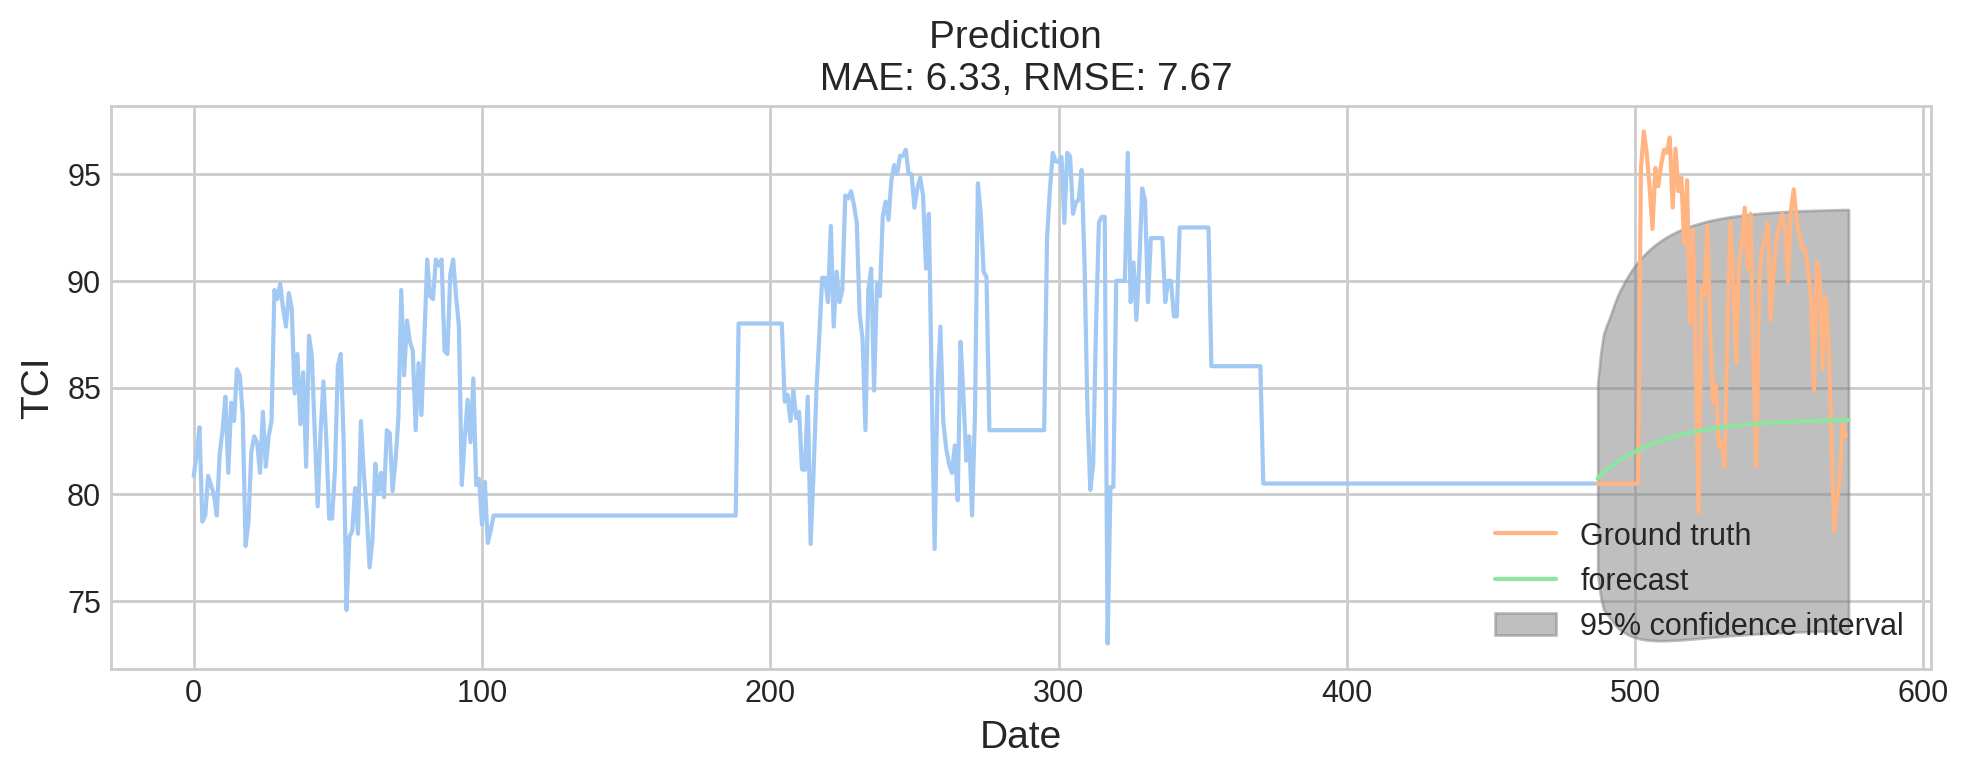 Prediction
MAE: 6.33, RMSE: 7.67
95
90
85
80
75
TCI
Ground truth
forecast
95% confidence interval
0 100 200 300 400 500 600
Date